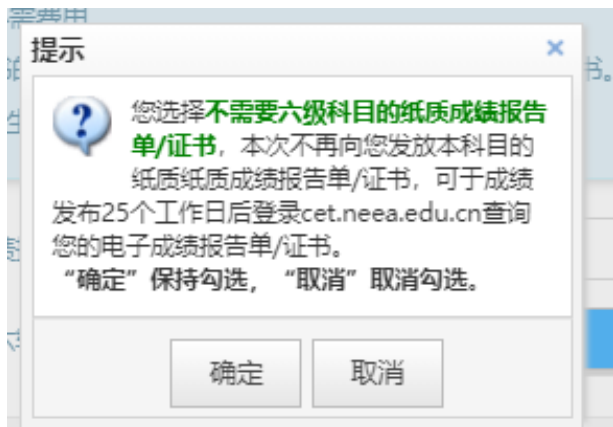 需费用
提示
书。
您选择不需要六级科目的纸质成绩报告
单/证书，本次不再向您发放本科目的
纸质纸质成绩报告单/证书，可于成绩
发布25个工作日后登录cet.neea.edu.cn查询
您的电子成绩报告单/证书。
“确定”保持勾选，“取消”取消勾选。
确定 取消